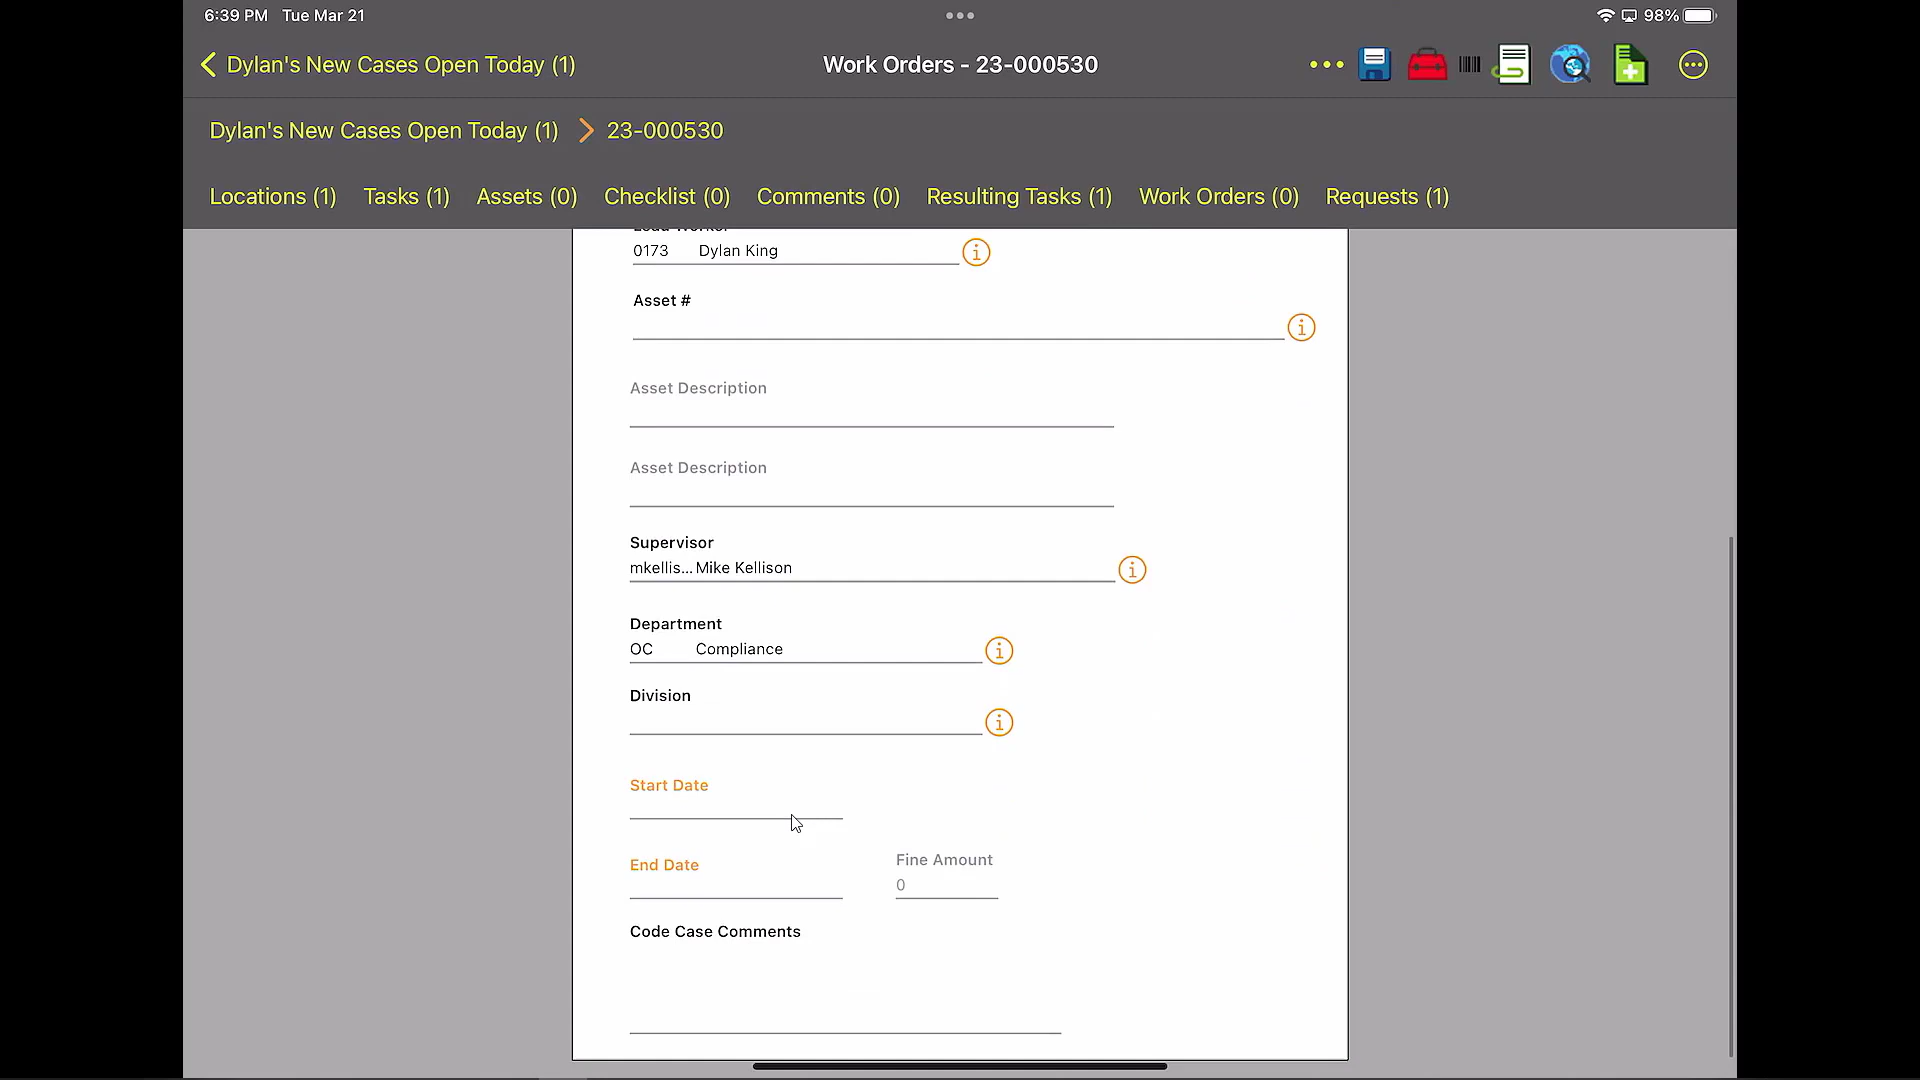 6:39 PM Tue Mar 21
98%
Dylan's New Cases Open Today (1)
Work Orders - 23-000530
Dylan's New Cases Open Today (1) 23-000530
Locations (1) Tasks (1) Assets (0) Checklist (0) Comments (0) Resulting Tasks (1) Work Orders (0) Requests (1)
Lead Worker
0173 Dylan King
Asset #
Asset Description
Asset Description
Supervisor
mkellis... Mike Kellison
Department
OC Compliance
Division
Start Date
End Date
Fine Amount
0
Code Case Comments